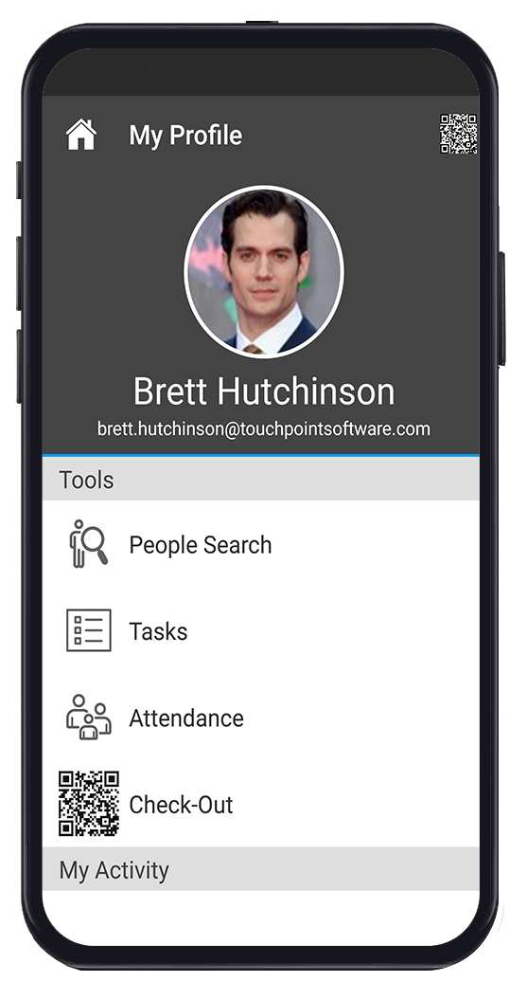 My Profile
Brett Hutchinson
brett.hutchinson@touchpointsoftware.com
Tools
People Search
Tasks
Attendance
Check-Out
My Activity